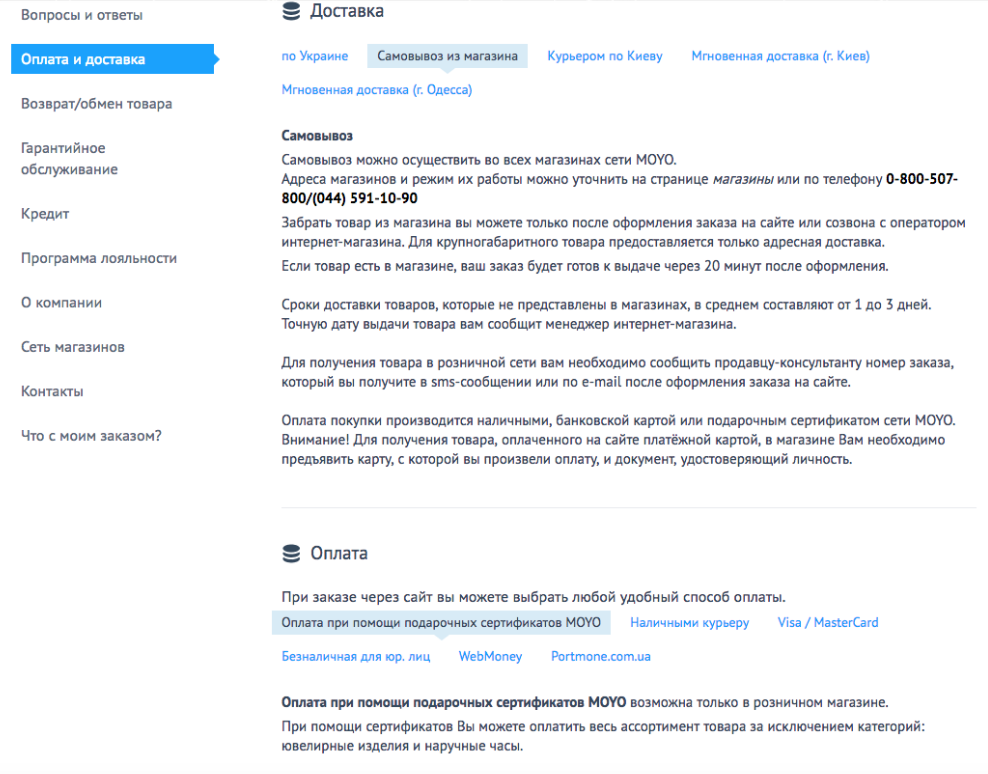 Вопросы и ответы
Оплата и доставка
Возврат/обмен товара
Гарантийное
обслуживание
Кредит
Программа лояльности
О компании
Сеть магазинов
Контакты
Что с моим заказом?
Доставка
по Украине Самовывоз из магазина Курьером по Киеву Мгновенная доставка (г. Киев)
Мгновенная доставка (г. Одесса)
Самовывоз
Самовывоз можно осуществить во всех магазинах сети MOYO.
Адреса магазинов и режим их работы можно уточнить на странице магазины или по телефону 0-800-507-
800/(044) 591-10-90
Забрать товар из магазина вы можете только после оформления заказа на сайте или созвона с оператором
интернет-магазина. Для крупногабаритного товара предоставляется только адресная доставка.
Если товар есть в магазине, ваш заказ будет готов к выдаче через 20 минут после оформления.
Сроки доставки товаров, которые не представлены в магазинах, в среднем составляют от 1 до 3 дней.
Точную дату выдачи товара вам сообщит менеджер интернет-магазина.
Для получения товара в розничной сети вам необходимо сообщить продавцу-консультанту номер заказа,
который вы получите в sms-сообщении или по e-mail после оформления заказа на сайте.
Оплата покупки производится наличными, банковской картой или подарочным сертификатом сети MOYO.
Внимание! Для получения товара, оплаченного на сайте платёжной картой, в магазине Вам необходимо
предъявить карту, с которой вы произвели оплату, и документ, удостоверяющий личность.
Оплата
При заказе через сайт вы можете выбрать любой удобный способ оплаты.
Оплата при помощи подарочных сертификатов MOYO Наличными курьеру Visa / MasterCard
Безналичная для юр. лиц WebMoney Portmone.com.ua
Оплата при помощи подарочных сертификатов MOYO возможна только в розничном магазине.
При помощи сертификатов Вы можете оплатить весь ассортимент товара за исключением категорий:
ювелирные изделия и наручные часы.